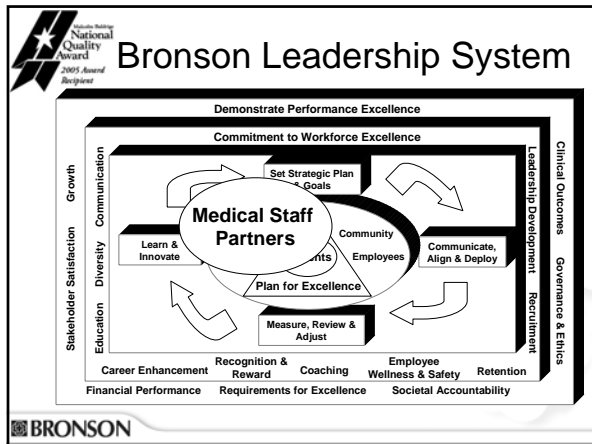 Malcolm Baldrige
National
Quality
Award
2005 Award
Recipient
Bronson Leadership System
Demonstrate Performance Excellence
Commitment to Workforce Excellence
Growth
Stakeholder Satisfaction
Communication
Diversity
Education
Set Strategic Plan
& Goals
Medical Staff
Partners
Learn &
Innovate
Community
Employees
Plan for Excellence
Communicate,
Align & Deploy
Measure, Review &
Adjust
Leadership Development
Recruitment
Clinical Outcomes
Governance & Ethics
Career Enhancement
Recognition &
Reward
Coaching
Employee
Wellness & Safety
Retention
Financial Performance
Requirements for Excellence
Societal Accountability
BRONSON